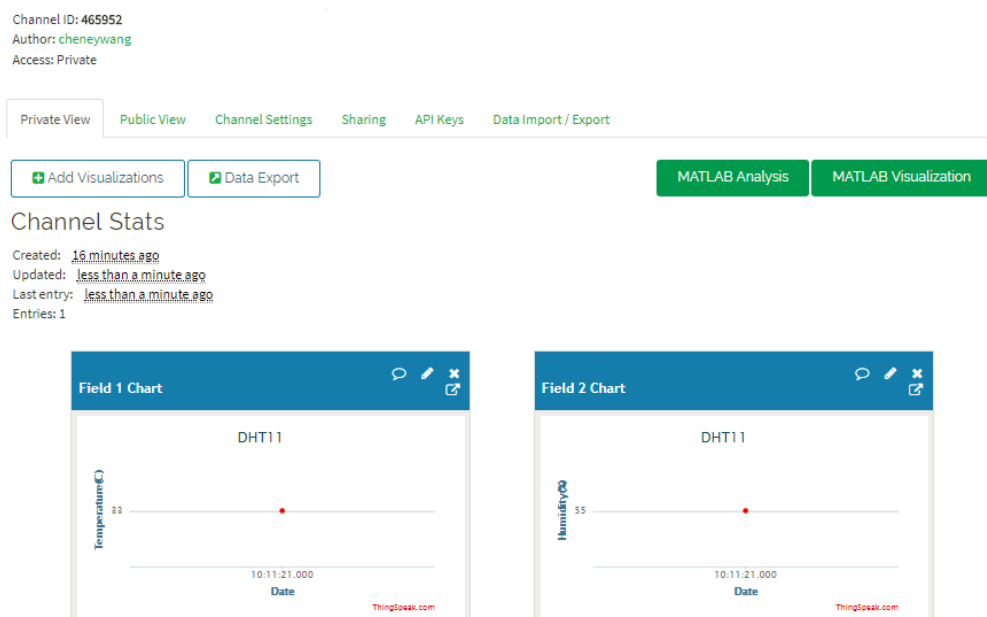 Channel ID: 465952
Author: cheneywang
Access: Private
Private View Public View Channel Settings Sharing API Keys Data Import / Export
Add Visualizations Data Export MATLAB Analysis MATLAB Visualization
Channel Stats
Created: 16 minutes ago
Updated: less than a minute ago
Last entry: less than a minute ago
Entries: 1
Field 1 Chart
DHT11
Temperature(C)
33
10:11:21.000
Date
ThingSpeak.com
Field 2 Chart
DHT11
Humidity(%)
55
10:11:21.000
Date
ThingSpeak.com